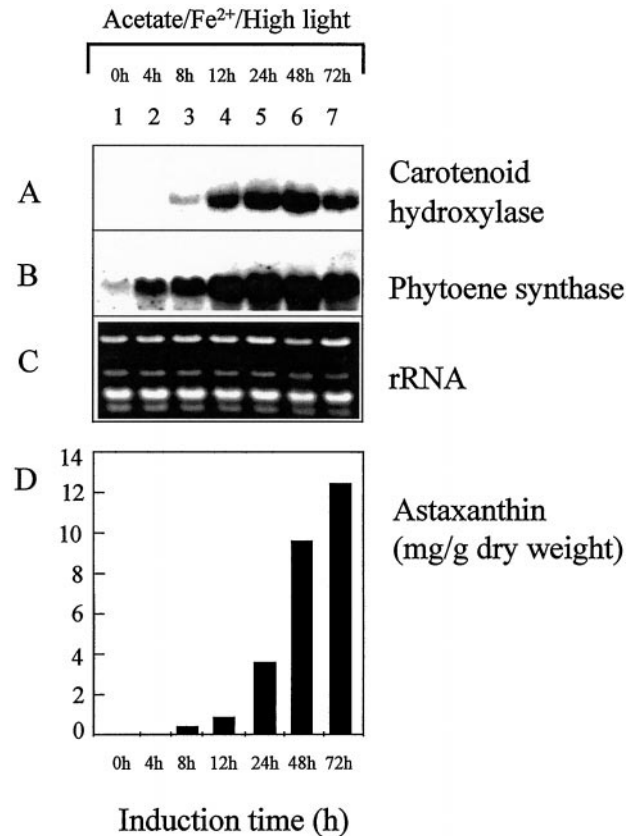 Acetate/Fe²⁺/High light
0h 4h 8h 12h 24h 48h 72h
1 2 3 4 5 6 7
A
Carotenoid
hydroxylase
B
Phytoene synthase
C
rRNA
D
Astaxanthin
(mg/g dry weight)
14
12
10
8
6
4
2
0
0h 4h 8h 12h 24h 48h 72h
Induction time (h)